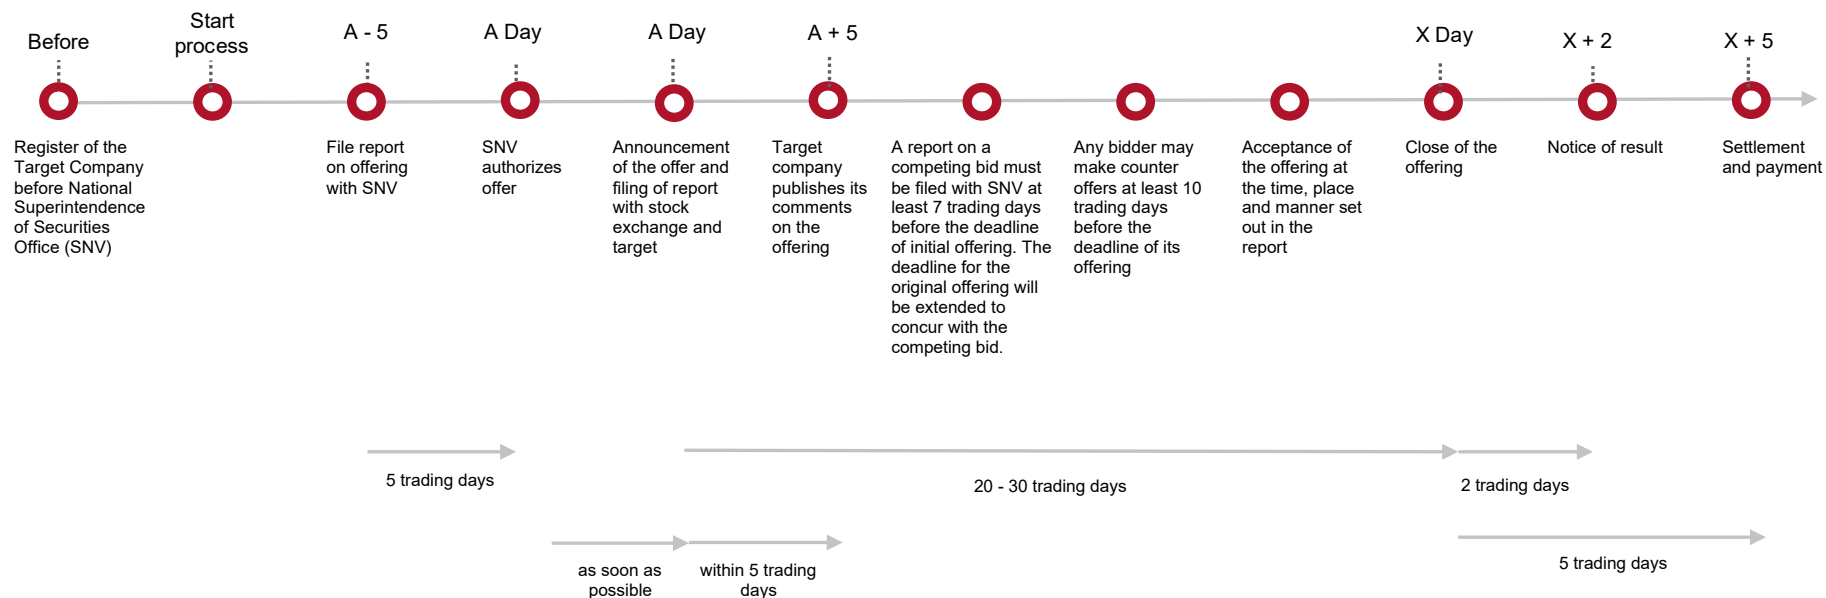 Before
Start
process
A - 5
A Day
A Day
A + 5
X Day
X + 2
X + 5
Register of the
Target Company
before National
Superintendence
of Securities
Office (SNV)
File report
on offering
with SNV
SNV
authorizes
offer
Announcement
of the offer and
filing of report
with stock
exchange and
target
Target
company
publishes its
comments
on the
offering
A report on a
competing bid must
be filed with SNV at
least 7 trading days
before the deadline
of initial offering. The
deadline for the
original offering will
be extended to
concur with the
competing bid.
Any bidder may
make counter
offers at least 10
trading days
before the
deadline of its
offering
Acceptance of
the offering at
the time, place
and manner set
out in the
report
Close of the
offering
Notice of result
Settlement
and payment
5 trading days
20 - 30 trading days
2 trading days
as soon as
possible
within 5 trading
days
5 trading days